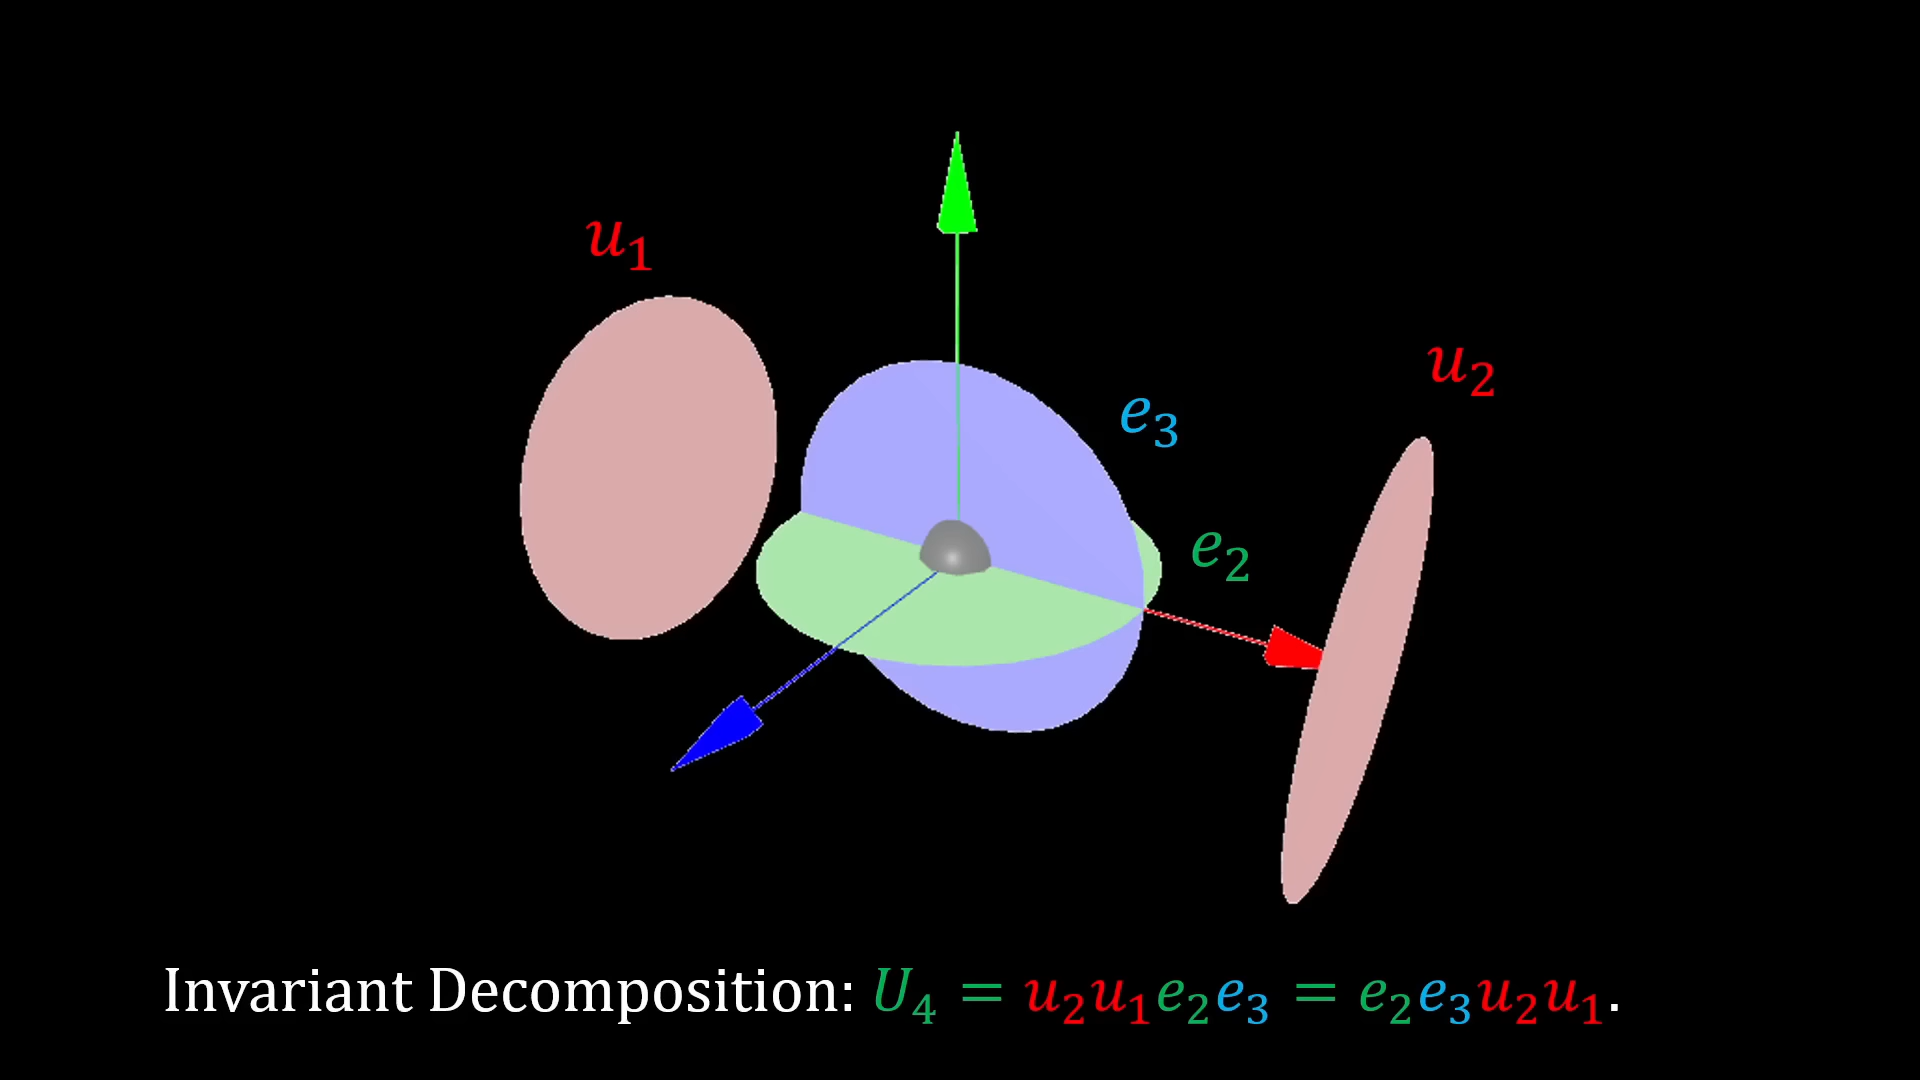 u₁
u₂
e₃
e₂
Invariant Decomposition: U₄ = u₂u₁e₂e₃ = e₂e₃u₂u₁.